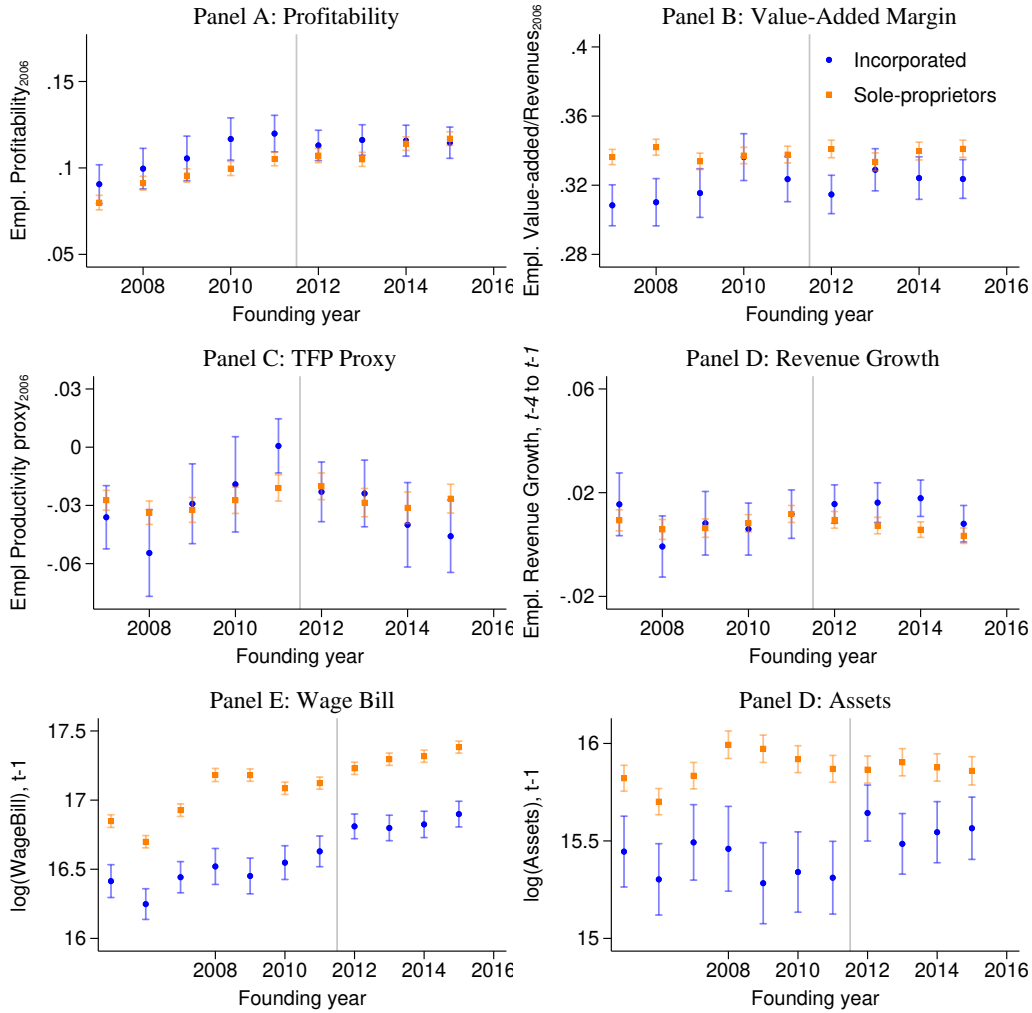 Panel A: Profitability
Empl. Profitability2006
.15
.1
.05
2008 2010 2012 2014 2016
Founding year
Panel B: Value-Added Margin
Empl. Value-added/Revenues2006
.4
.36
.32
.28
Incorporated
Sole-proprietors
2008 2010 2012 2014 2016
Founding year
Panel C: TFP Proxy
Empl Productivity proxy2006
.03
0
-.03
-.06
2008 2010 2012 2014 2016
Founding year
Panel D: Revenue Growth
Empl. Revenue Growth, t-4 to t-1
.06
.02
-.02
2008 2010 2012 2014 2016
Founding year
Panel E: Wage Bill
log(WageBill), t-1
17.5
17
16.5
16
2008 2010 2012 2014 2016
Founding year
Panel D: Assets
log(Assets), t-1
16
15.5
15
2008 2010 2012 2014 2016
Founding year